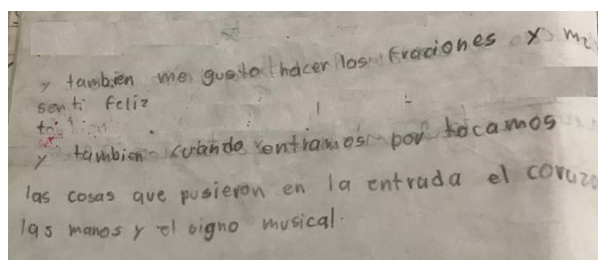 y tambien me gusto hacer los fraciones y me
senti feliz
y tambien cuando entramos por tocamos
las cosas que pusieron en la entrada el corazo
las manos y el signo musical.